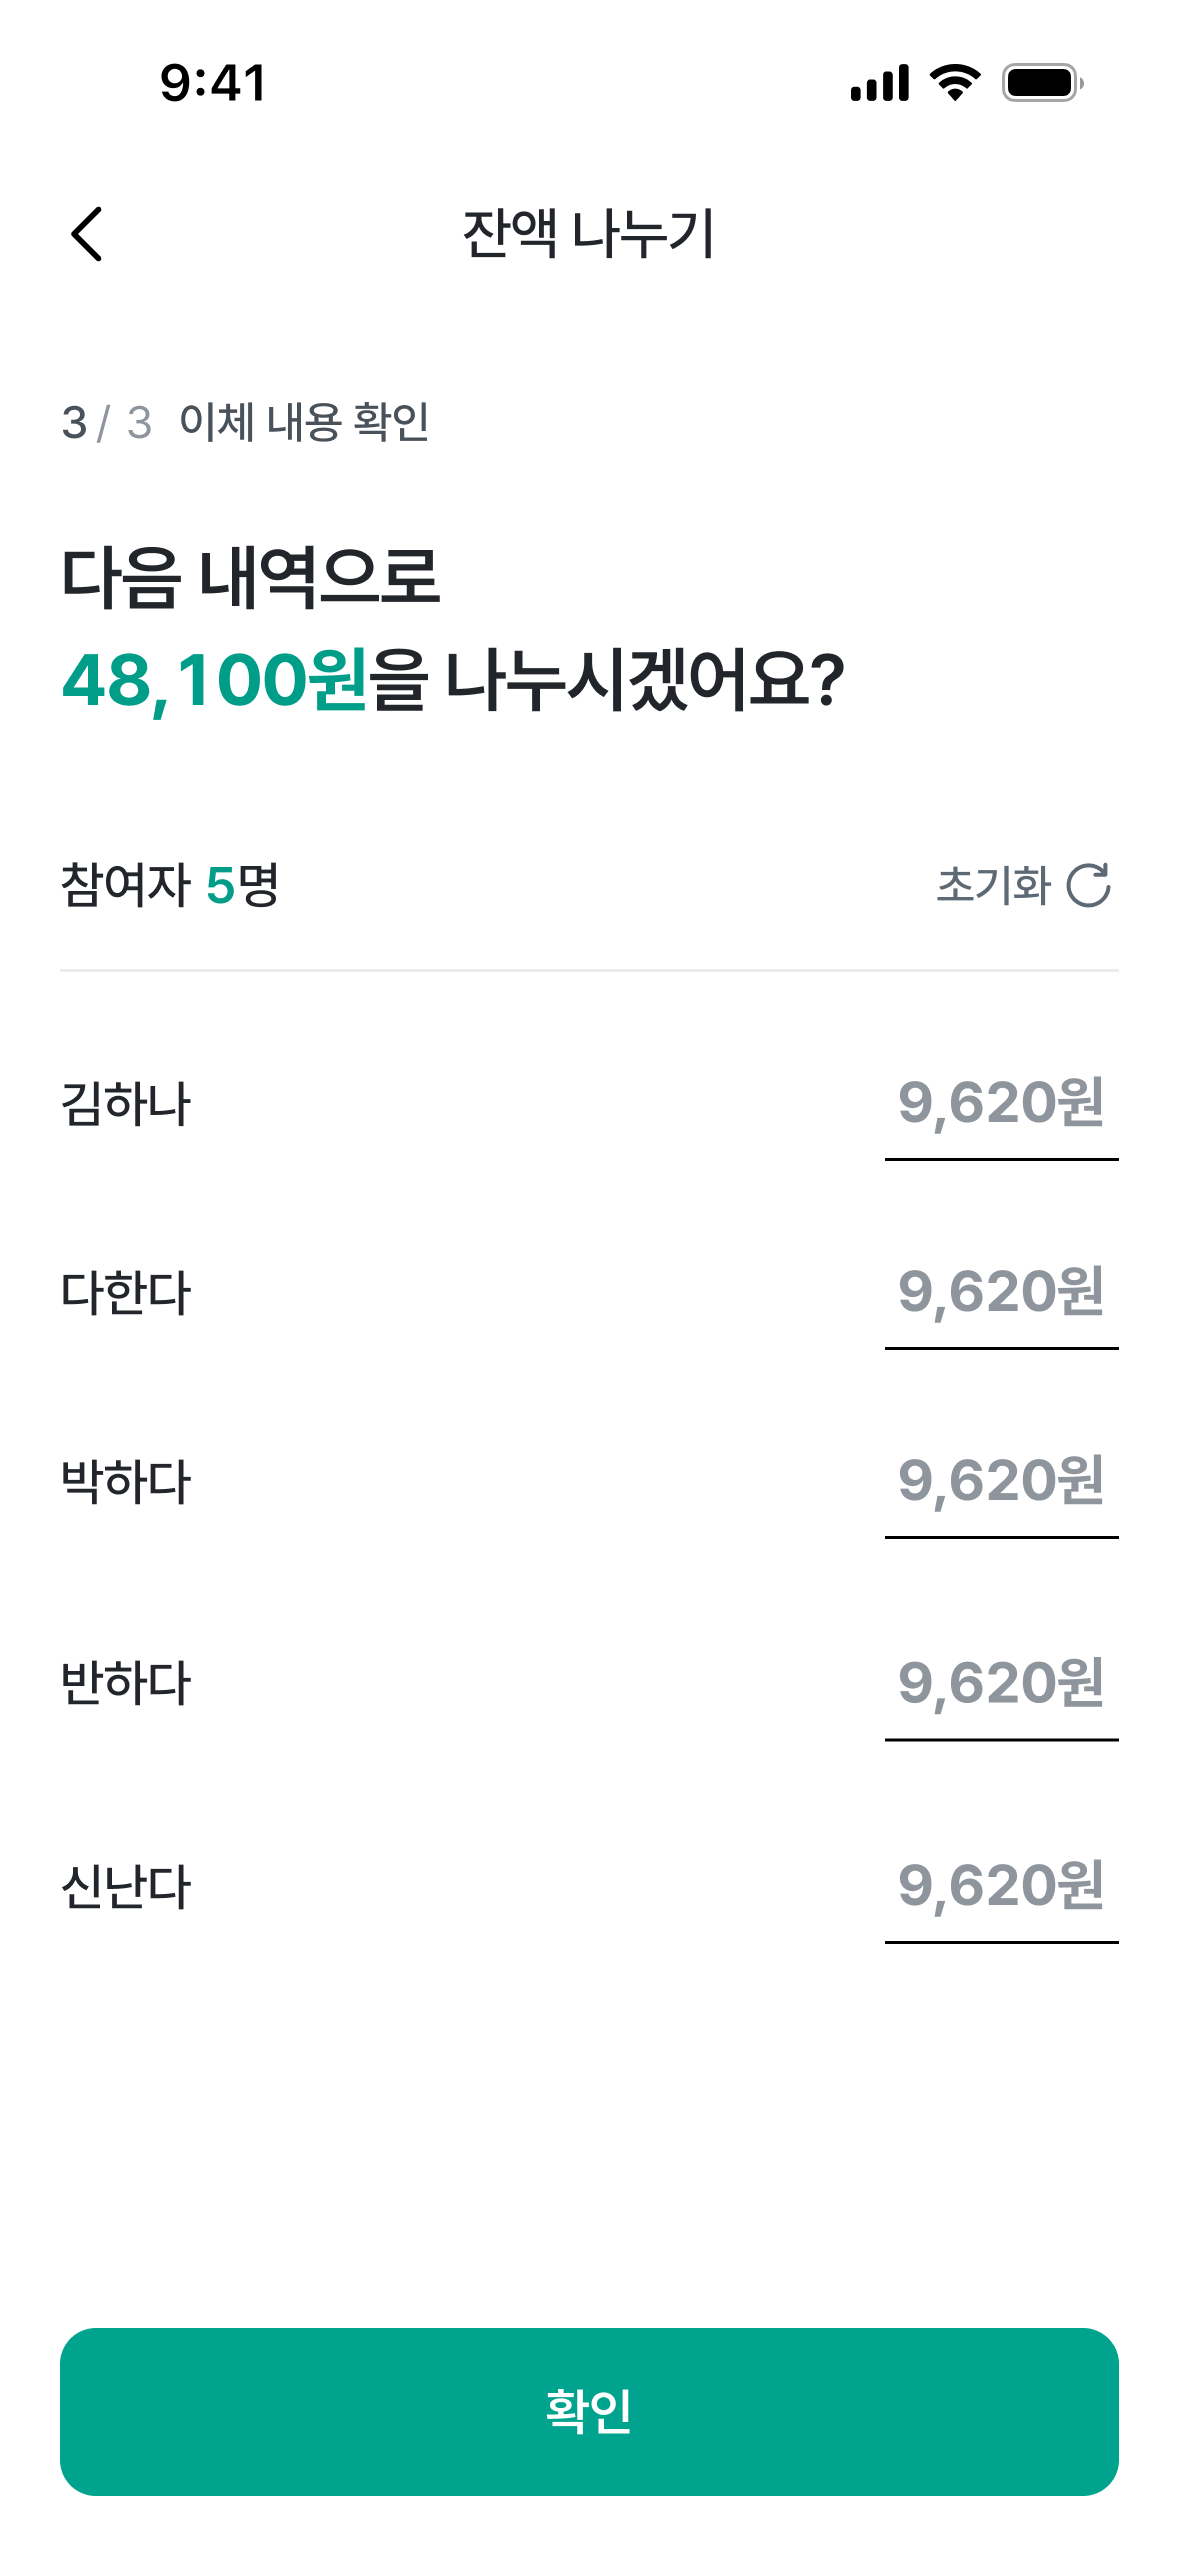 9:41
잔액 나누기
3 / 3 이체 내용 확인
다음 내역으로
48,100원을 나누시겠어요?
참여자 5명 초기화
김하나 9,620원
다한다 9,620원
박하다 9,620원
반하다 9,620원
신난다 9,620원
확인